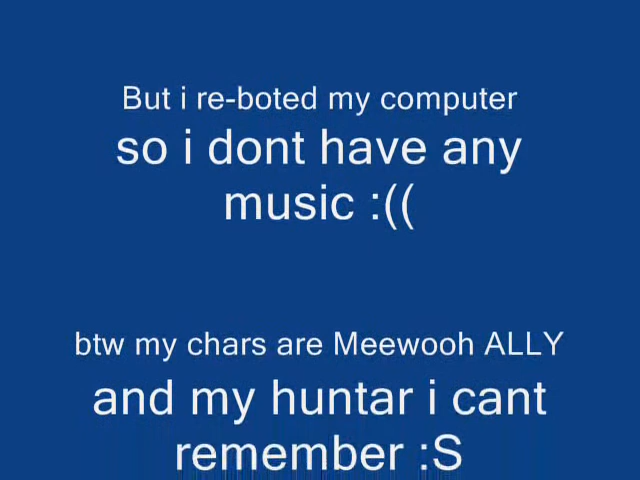 But i re-boted my computer
so i dont have any
music :((
btw my chars are Meewooh ALLY
and my huntar i cant
remember :S